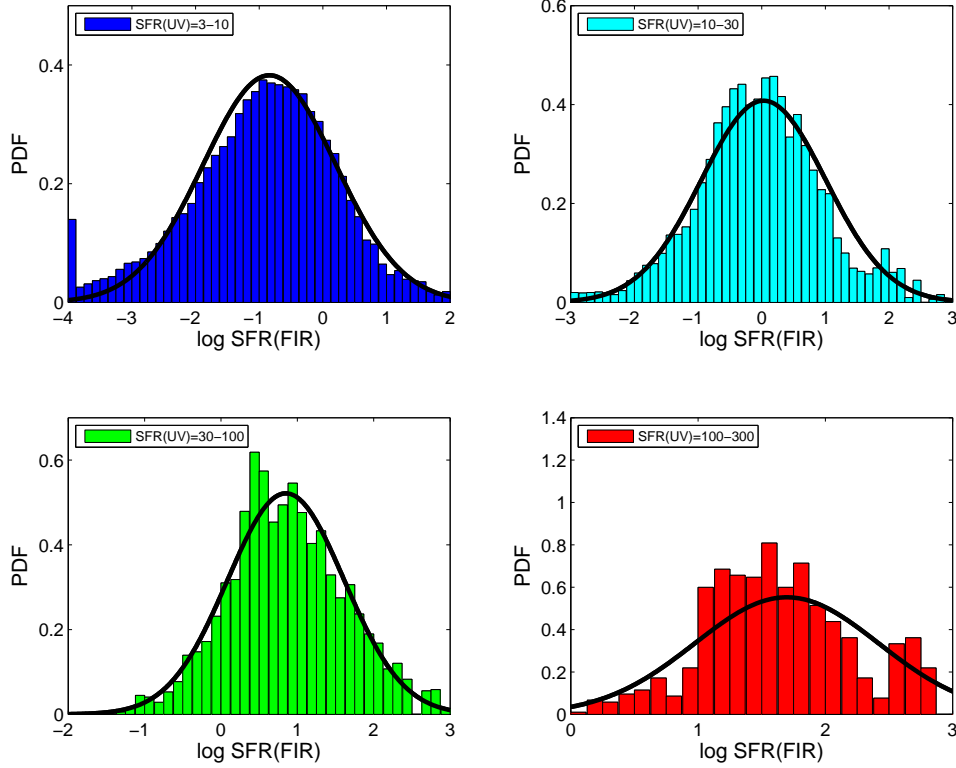 SFR(UV)=3−10
0.4
0.2
0
PDF
−4 −3 −2 −1 0 1 2
log SFR(FIR)
SFR(UV)=10−30
0.6
0.4
0.2
0
PDF
−3 −2 −1 0 1 2 3
log SFR(FIR)
SFR(UV)=30−100
0.6
0.4
0.2
0
PDF
−2 −1 0 1 2 3
log SFR(FIR)
SFR(UV)=100−300
1.4
1.2
1
0.8
0.6
0.4
0.2
0
PDF
0 1 2 3
log SFR(FIR)